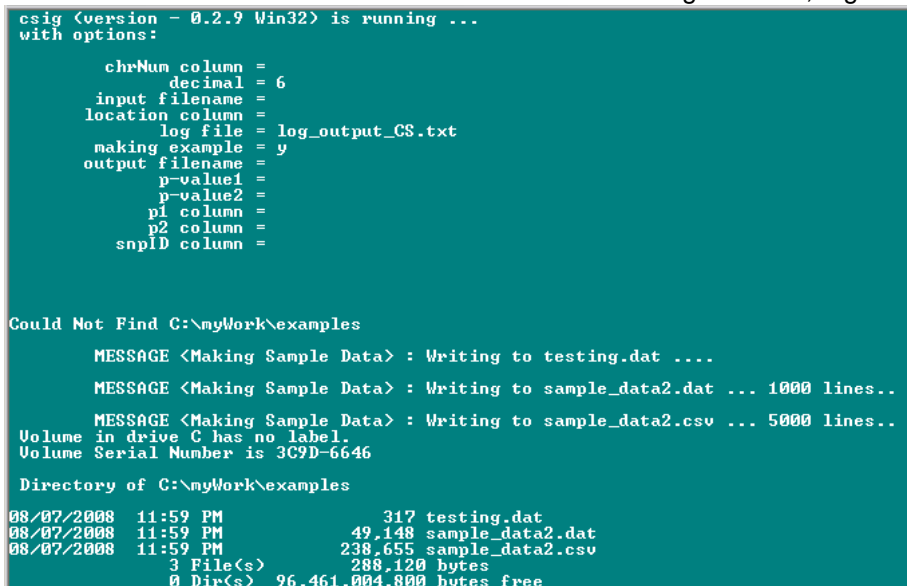 csig (version - 0.2.9 Win32) is running ...
with options:
chrNum column =
decimal = 6
input filename =
location column =
log file = log_output_CS.txt
making example = y
output filename =
p-value1 =
p-value2 =
p1 column =
p2 column =
snpID column =
Could Not Find C:\myWork\examples
MESSAGE <Making Sample Data> : Writing to testing.dat ....
MESSAGE <Making Sample Data> : Writing to sample_data2.dat ... 1000 lines..
MESSAGE <Making Sample Data> : Writing to sample_data2.csv ... 5000 lines..
Volume in drive C has no label.
Volume Serial Number is 3C9D-6646
Directory of C:\myWork\examples
08/07/2008 11:59 PM 317 testing.dat
08/07/2008 11:59 PM 49,148 sample_data2.dat
08/07/2008 11:59 PM 238,655 sample_data2.csv
3 File(s) 288,120 bytes
0 Dir(s) 96,461,004,800 bytes free